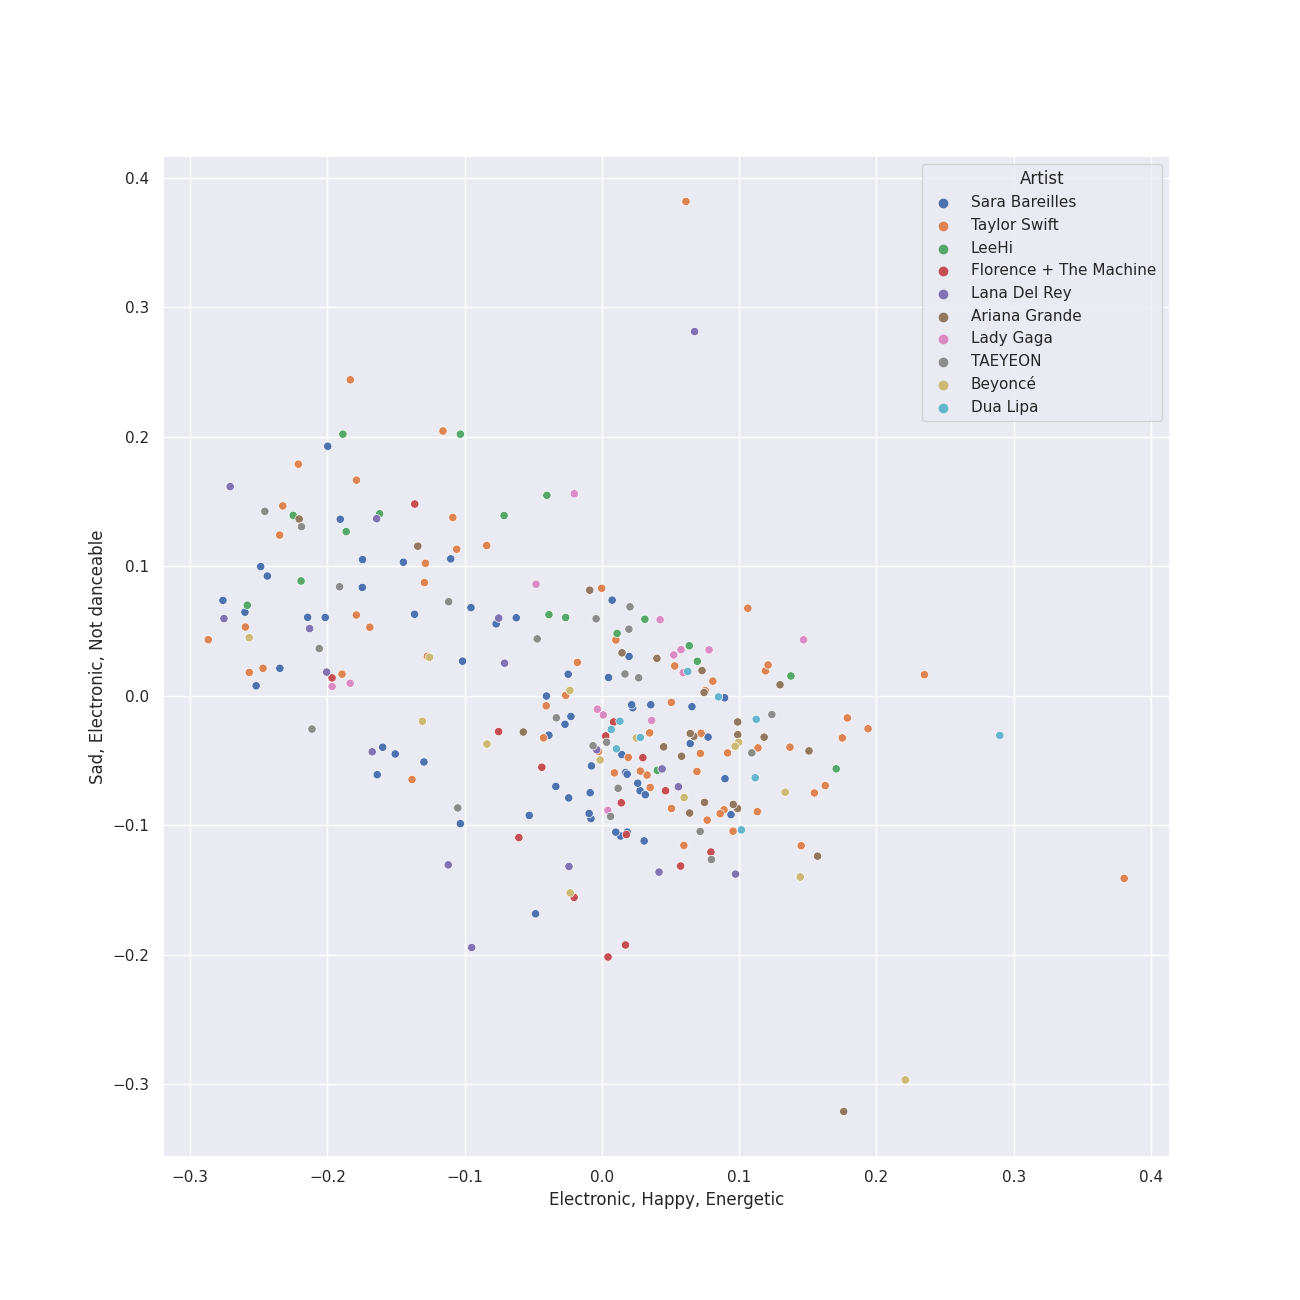 Artist
Sara Bareilles
Taylor Swift
LeeHi
Florence + The Machine
Lana Del Rey
Ariana Grande
Lady Gaga
TAEYEON
Beyoncé
Dua Lipa
0.4
0.3
0.2
0.1
0.0
−0.1
−0.2
−0.3
Sad, Electronic, Not danceable
−0.3 −0.2 −0.1 0.0 0.1 0.2 0.3 0.4
Electronic, Happy, Energetic